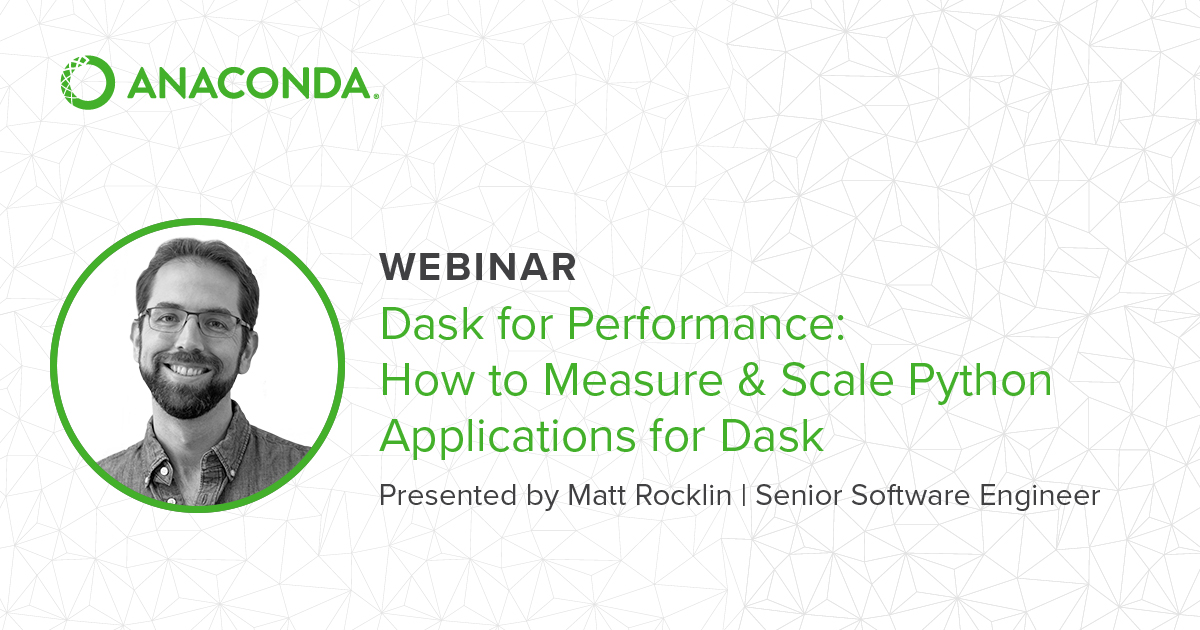 ANACONDA®
WEBINAR
Dask for Performance:
How to Measure & Scale Python
Applications for Dask
Presented by Matt Rocklin | Senior Software Engineer